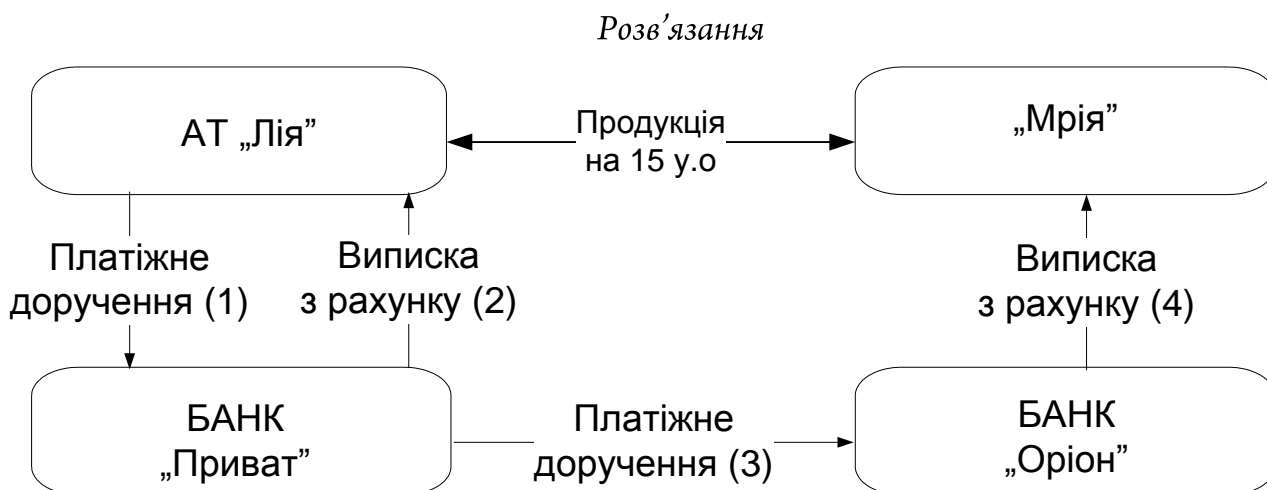 Розв’язання
АТ „Лія”
Продукція
на 15 у.о
„Мрія”
Платіжне
доручення (1)
Виписка
з рахунку (2)
Виписка
з рахунку (4)
БАНК
„Приват”
Платіжне
доручення (3)
БАНК
„Оріон”